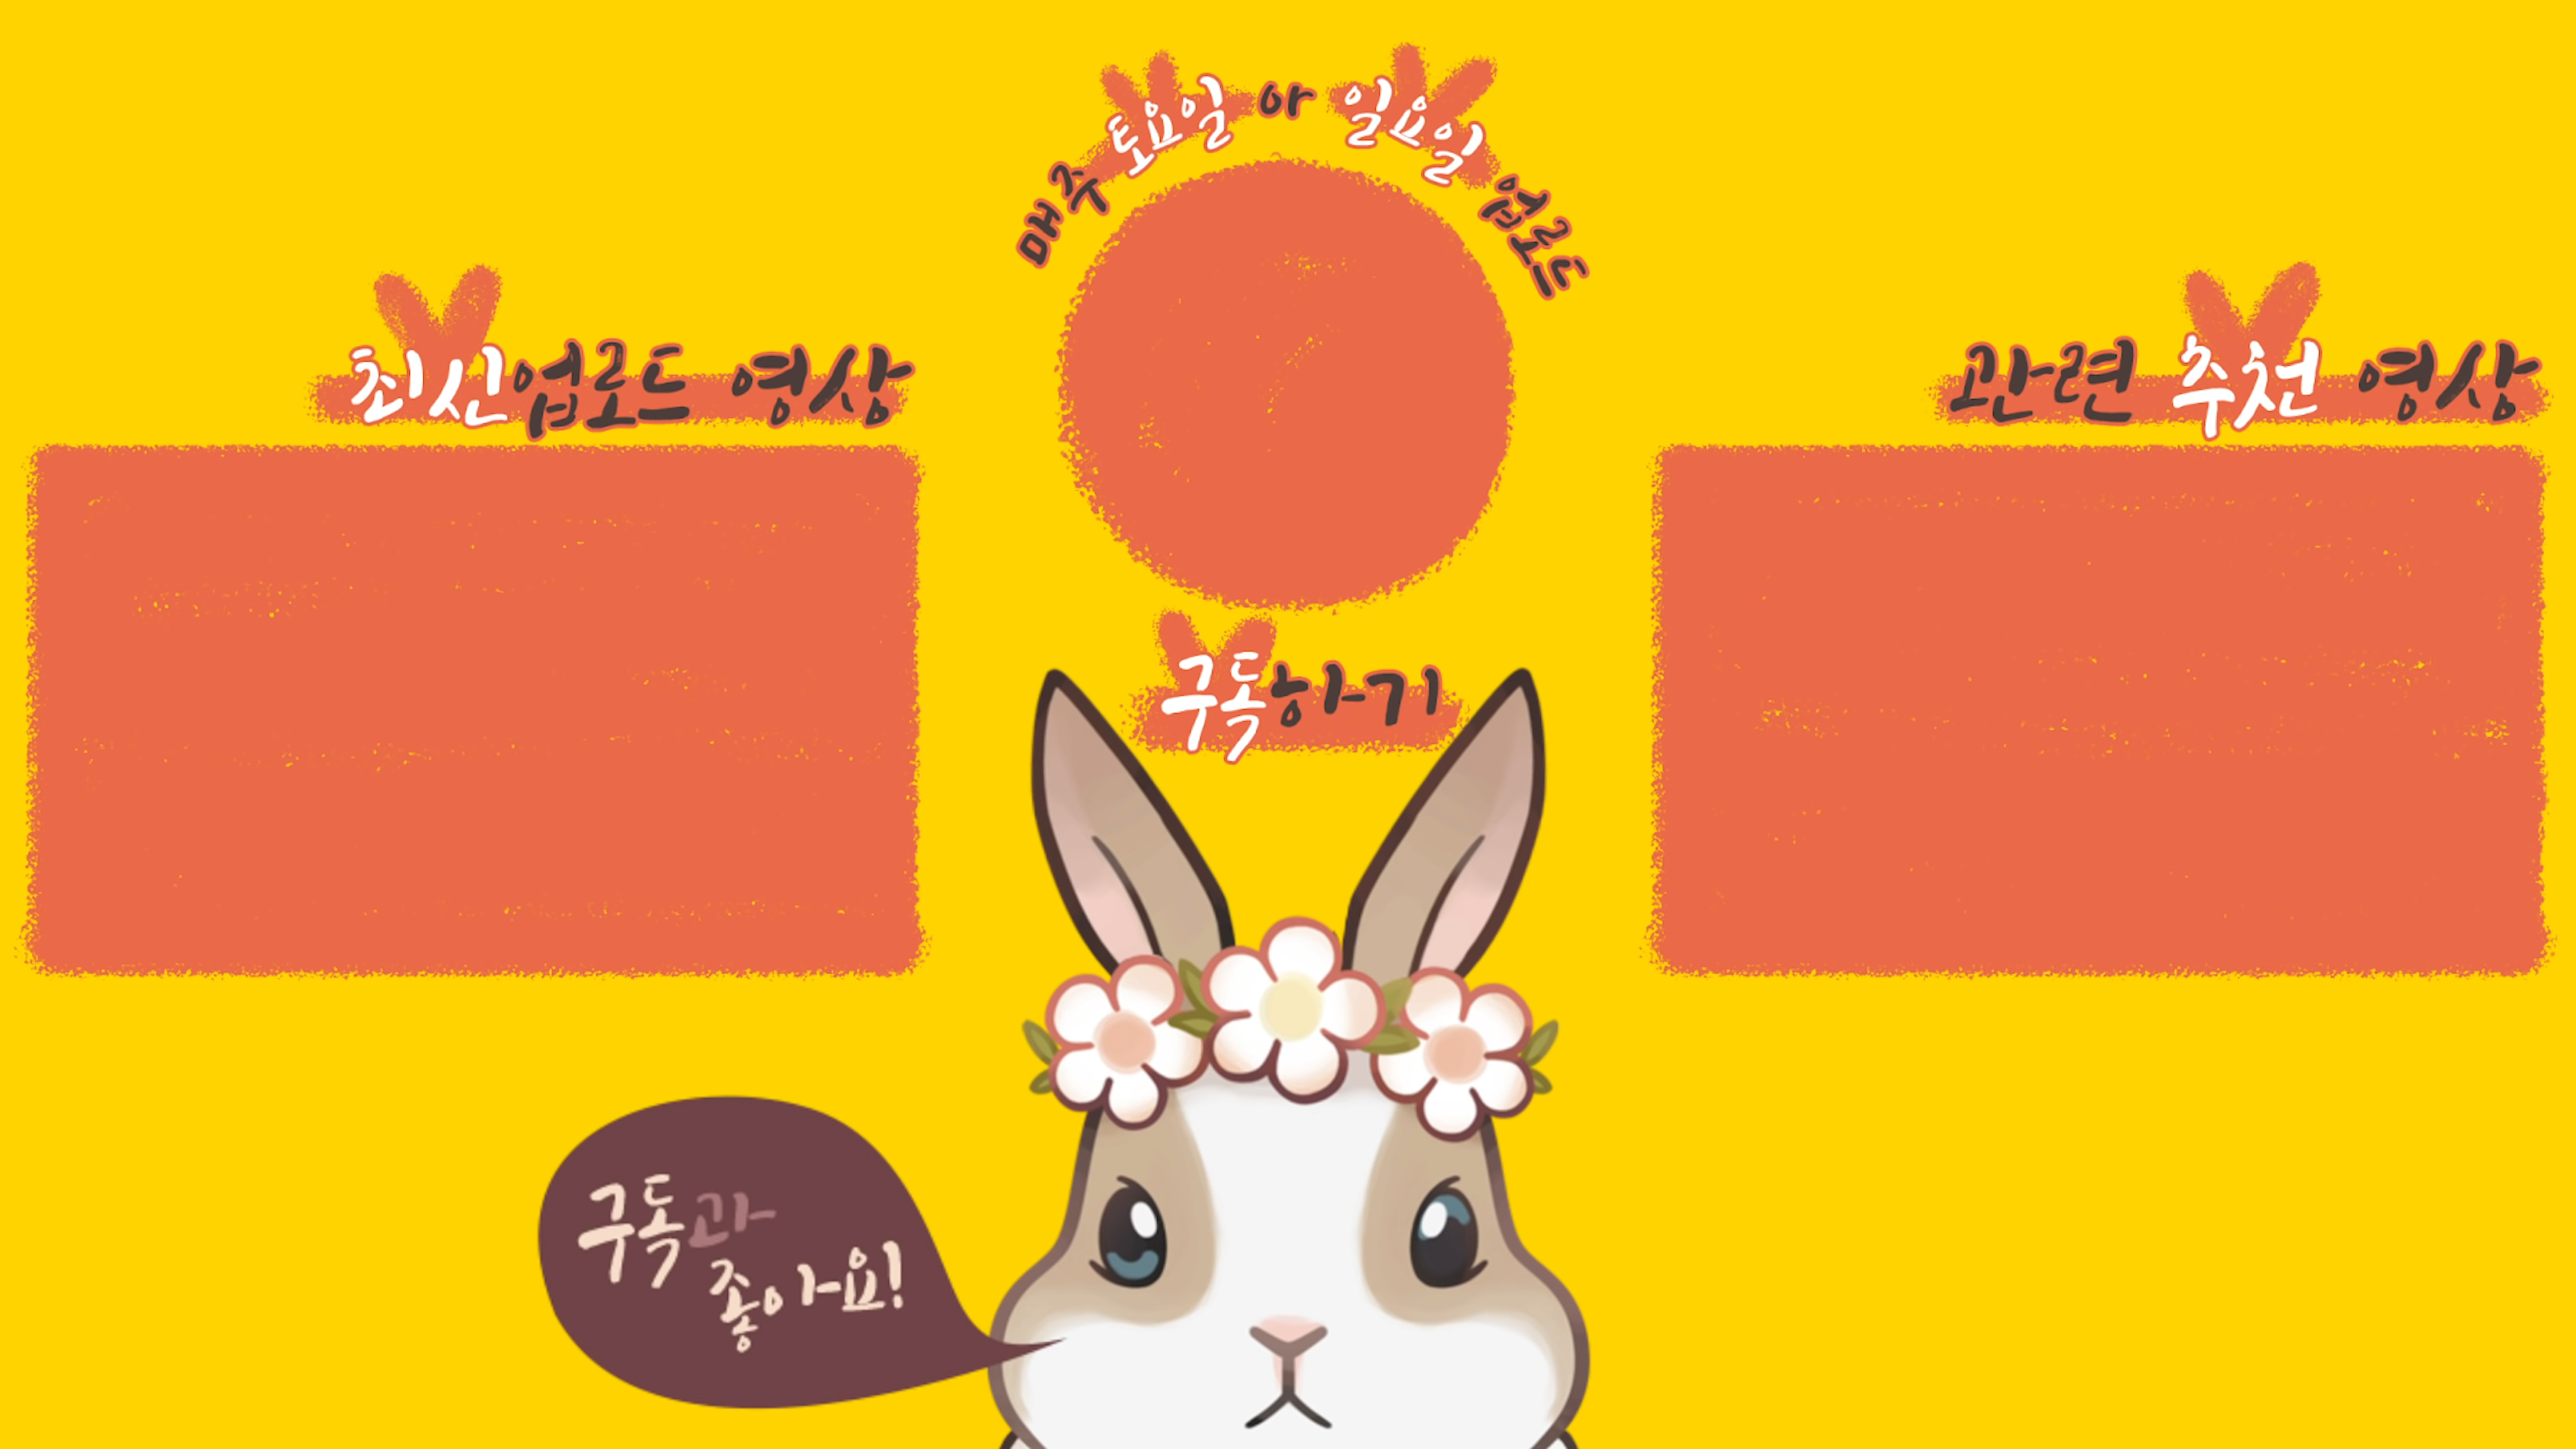 매주 토요일 아 일요일 업로드
최신업로드 영상
관련 추천 영상
구독하기
구독과
좋아요!